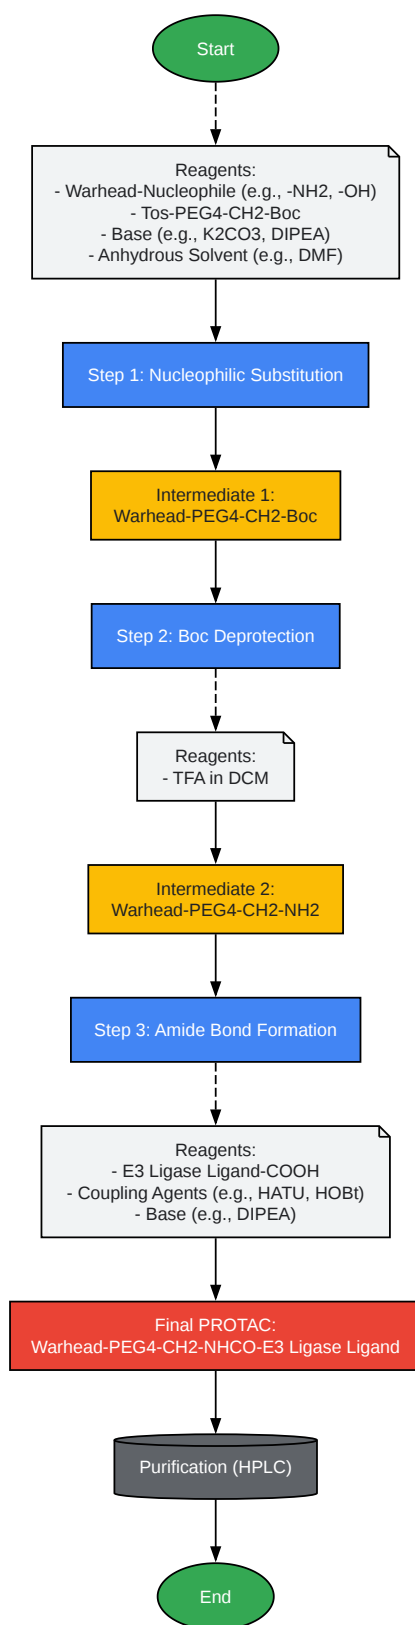 Start
Reagents:
- Warhead-Nucleophile (e.g., -NH2, -OH)
- Tos-PEG4-CH2-Boc
- Base (e.g., K2CO3, DIPEA)
- Anhydrous Solvent (e.g., DMF)
Step 1: Nucleophilic Substitution
Intermediate 1:
Warhead-PEG4-CH2-Boc
Step 2: Boc Deprotection
Reagents:
- TFA in DCM
Intermediate 2:
Warhead-PEG4-CH2-NH2
Step 3: Amide Bond Formation
Reagents:
- E3 Ligase Ligand-COOH
- Coupling Agents (e.g., HATU, HOBt)
- Base (e.g., DIPEA)
Final PROTAC:
Warhead-PEG4-CH2-NHCO-E3 Ligase Ligand
Purification (HPLC)
End